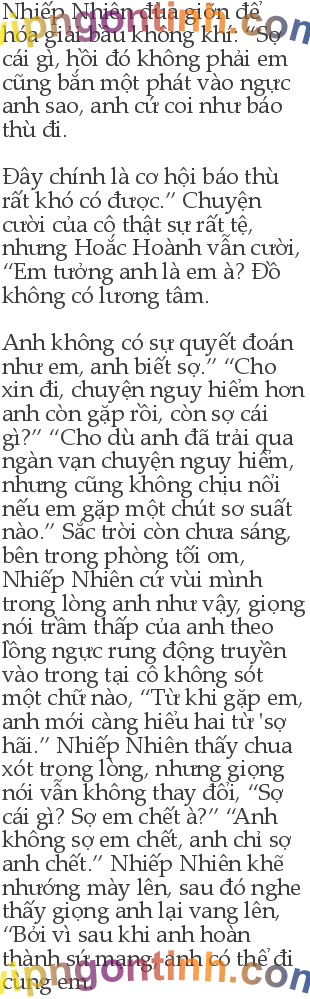 Nhiếp Nhiên đùa giỡn để
hóa giải bầu không khí. “Sợ
cái gì, hồi đó không phải em
cũng bắn một phát vào ngực
anh sao, anh cứ coi như báo
thù đi.
Đây chính là cơ hội báo thù
rất khó có được.” Chuyện
cười của cô thật sự rất tệ,
nhưng Hoắc Hoành vẫn cười,
“Em tưởng anh là em à? Đồ
không có lương tâm.
Anh không có sự quyết đoán
như em, anh biết sợ.” “Cho
xin đi, chuyện nguy hiểm hơn
anh còn gặp rồi, còn sợ cái
gì?” “Cho dù anh đã trải qua
ngàn vạn chuyện nguy hiểm,
nhưng cũng không chịu nổi
nếu em gặp một chút sơ suất
nào.” Sắc trời còn chưa sáng,
bên trong phòng tối om,
Nhiếp Nhiên cứ vùi mình
trong lòng anh như vậy, giọng
nói trầm thấp của anh theo
lồng ngực rung động truyền
vào trong tai cô không sót
một chữ nào, “Từ khi gặp em,
anh mới càng hiểu hai từ 'sợ
hãi.” Nhiếp Nhiên thấy chua
xót trong lòng, nhưng giọng
nói vẫn không thay đổi, “Sợ
cái gì? Sợ em chết à?” “Anh
không sợ em chết, anh chỉ sợ
anh chết.” Nhiếp Nhiên khẽ
nhướng mày lên, sau đó nghe
thấy giọng anh lại vang lên,
“Bởi vì sau khi anh hoàn
thành sứ mạng, anh có thể đi
cùng em.
vipngontinh.com